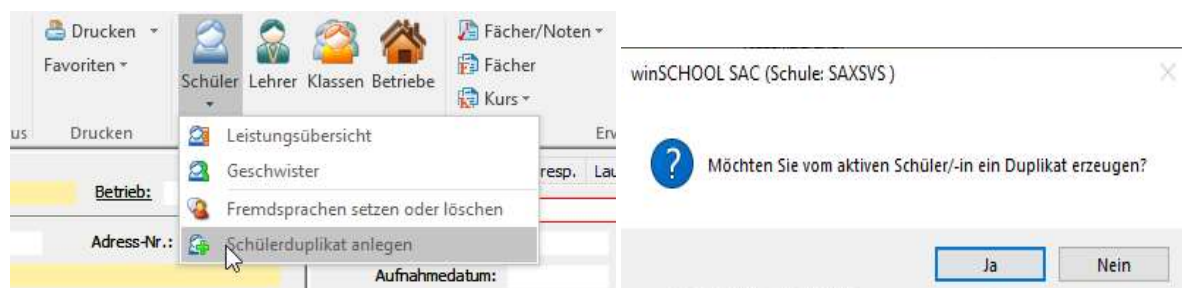 Drucken
Favoriten
Schüler Lehrer Klassen Betriebe
Fächer/Noten
Fächer
Kurs
us Drucken Erw
Leistungsübersicht
Geschwister
Fremdsprachen setzen oder löschen
Schülerduplikat anlegen
Betrieb:
resp. Lau
Adress-Nr.:
Aufnahmedatum:
winSCHOOL SAC (Schule: SAXSVS )
Möchten Sie vom aktiven Schüler/-in ein Duplikat erzeugen?
Ja Nein